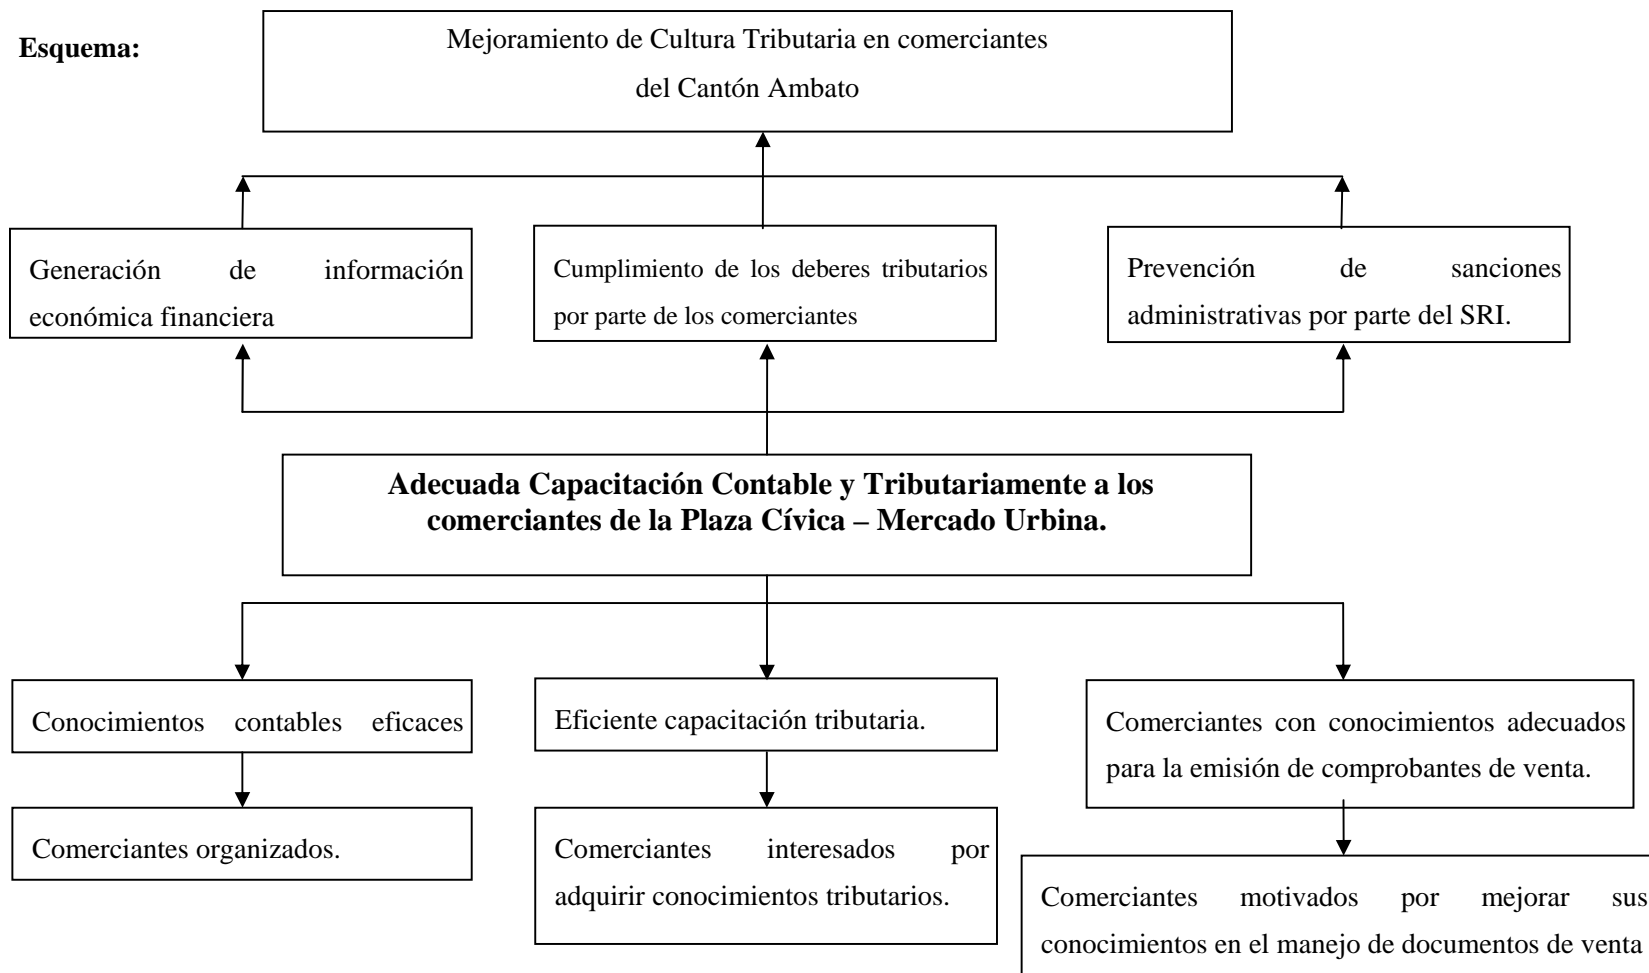 Esquema:
Mejoramiento de Cultura Tributaria en comerciantes
del Cantón Ambato
Generación de información
económica financiera
Cumplimiento de los deberes tributarios
por parte de los comerciantes
Prevención de sanciones
administrativas por parte del SRI.
Adecuada Capacitación Contable y Tributariamente a los
comerciantes de la Plaza Cívica – Mercado Urbina.
Conocimientos contables eficaces
Eficiente capacitación tributaria.
Comerciantes con conocimientos adecuados
para la emisión de comprobantes de venta.
Comerciantes organizados.
Comerciantes interesados por
adquirir conocimientos tributarios.
Comerciantes motivados por mejorar sus
conocimientos en el manejo de documentos de venta